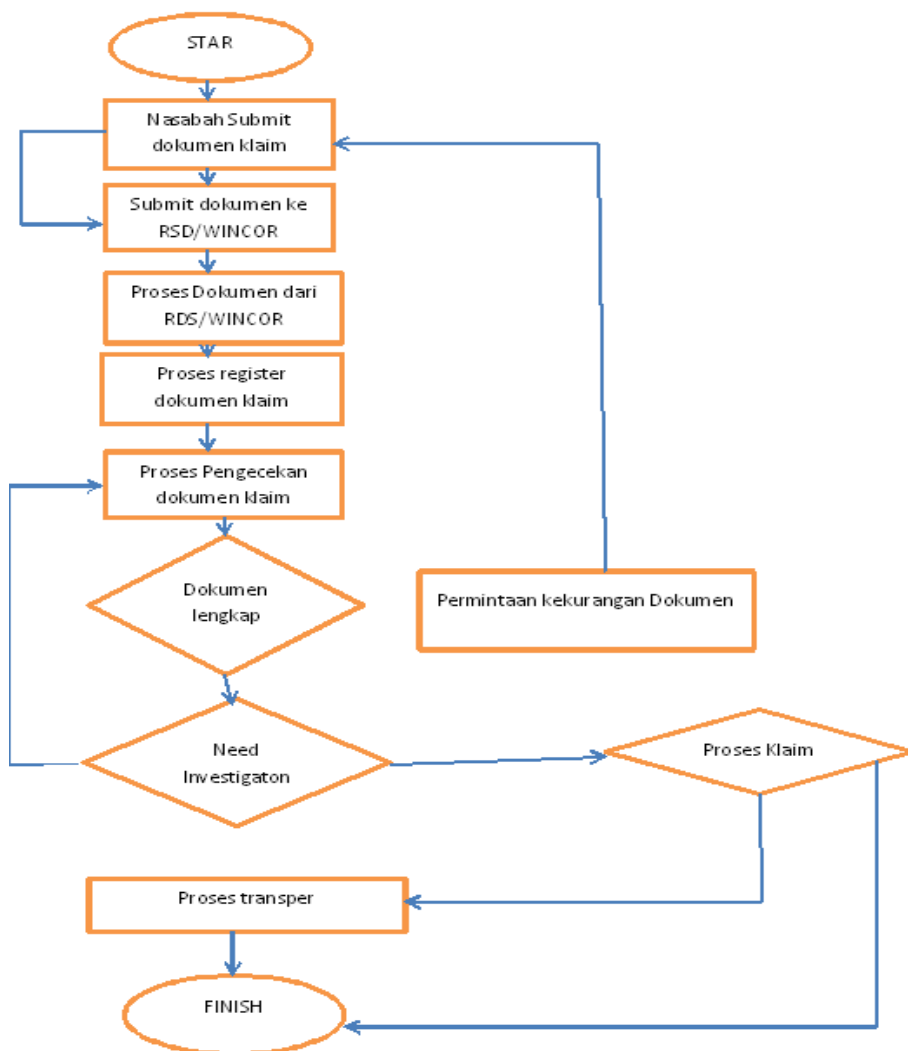 STAR
Nasabah Submit
dokumen klaim
Submit dokumen ke
RSD/WINCOR
Proses Dokumen dari
RDS/WINCOR
Proses register
dokumen klaim
Proses Pengecekan
dokumen klaim
Dokumen
lengkap
Permintaan kekurangan Dokumen
Need
Investigaton
Proses Klaim
Proses transper
FINISH